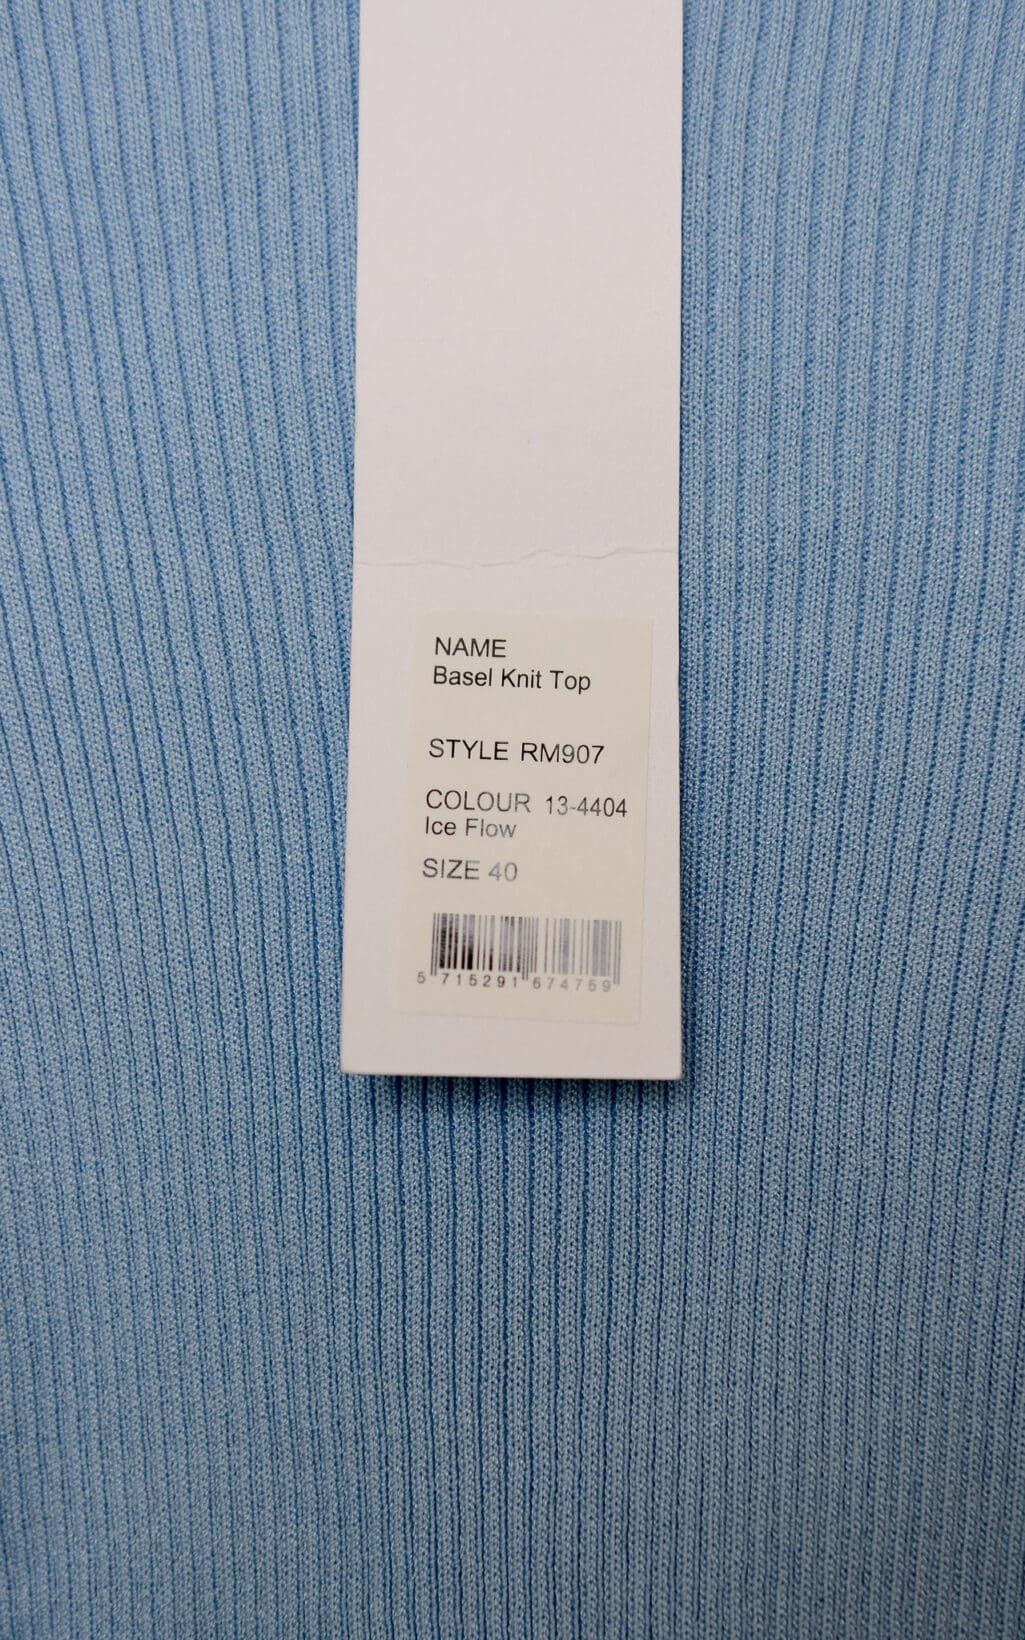 NAME
Basel Knit Top
STYLE RM907
COLOUR 13-4404
Ice Flow
SIZE 40
5 715291 674759